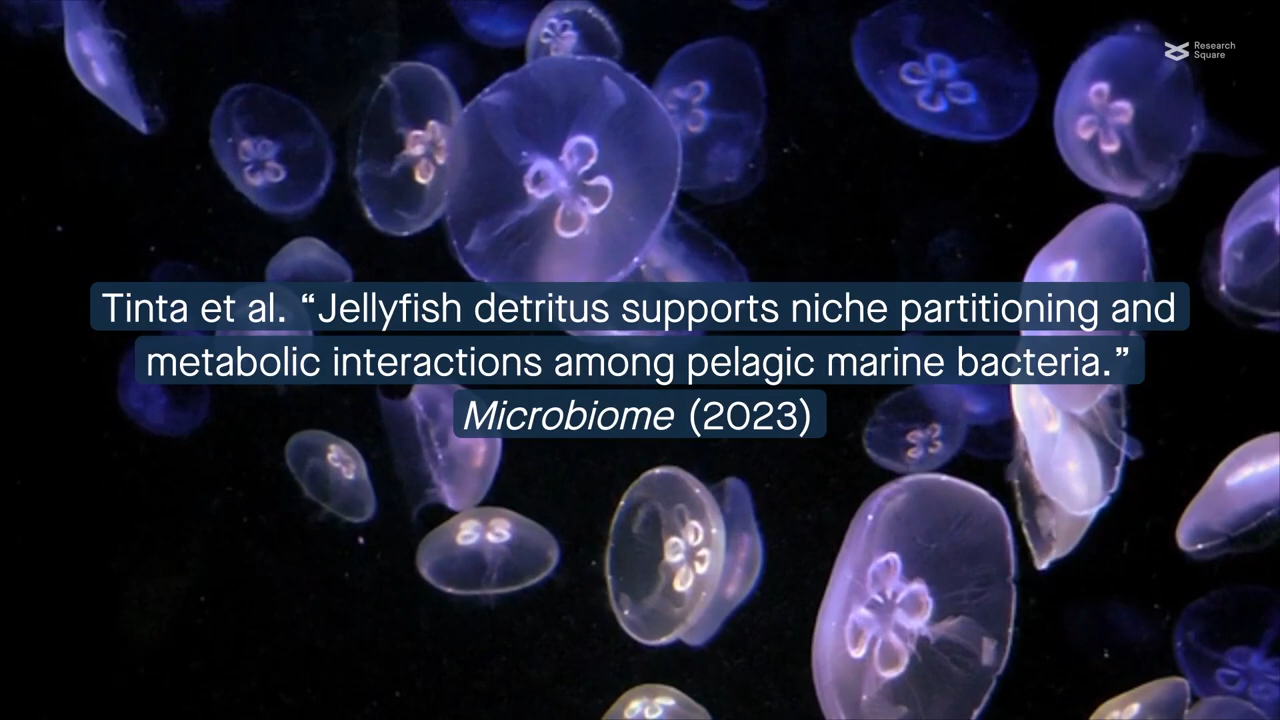 Research
Square
Tinta et al. “Jellyfish detritus supports niche partitioning and
metabolic interactions among pelagic marine bacteria.”
Microbiome (2023)